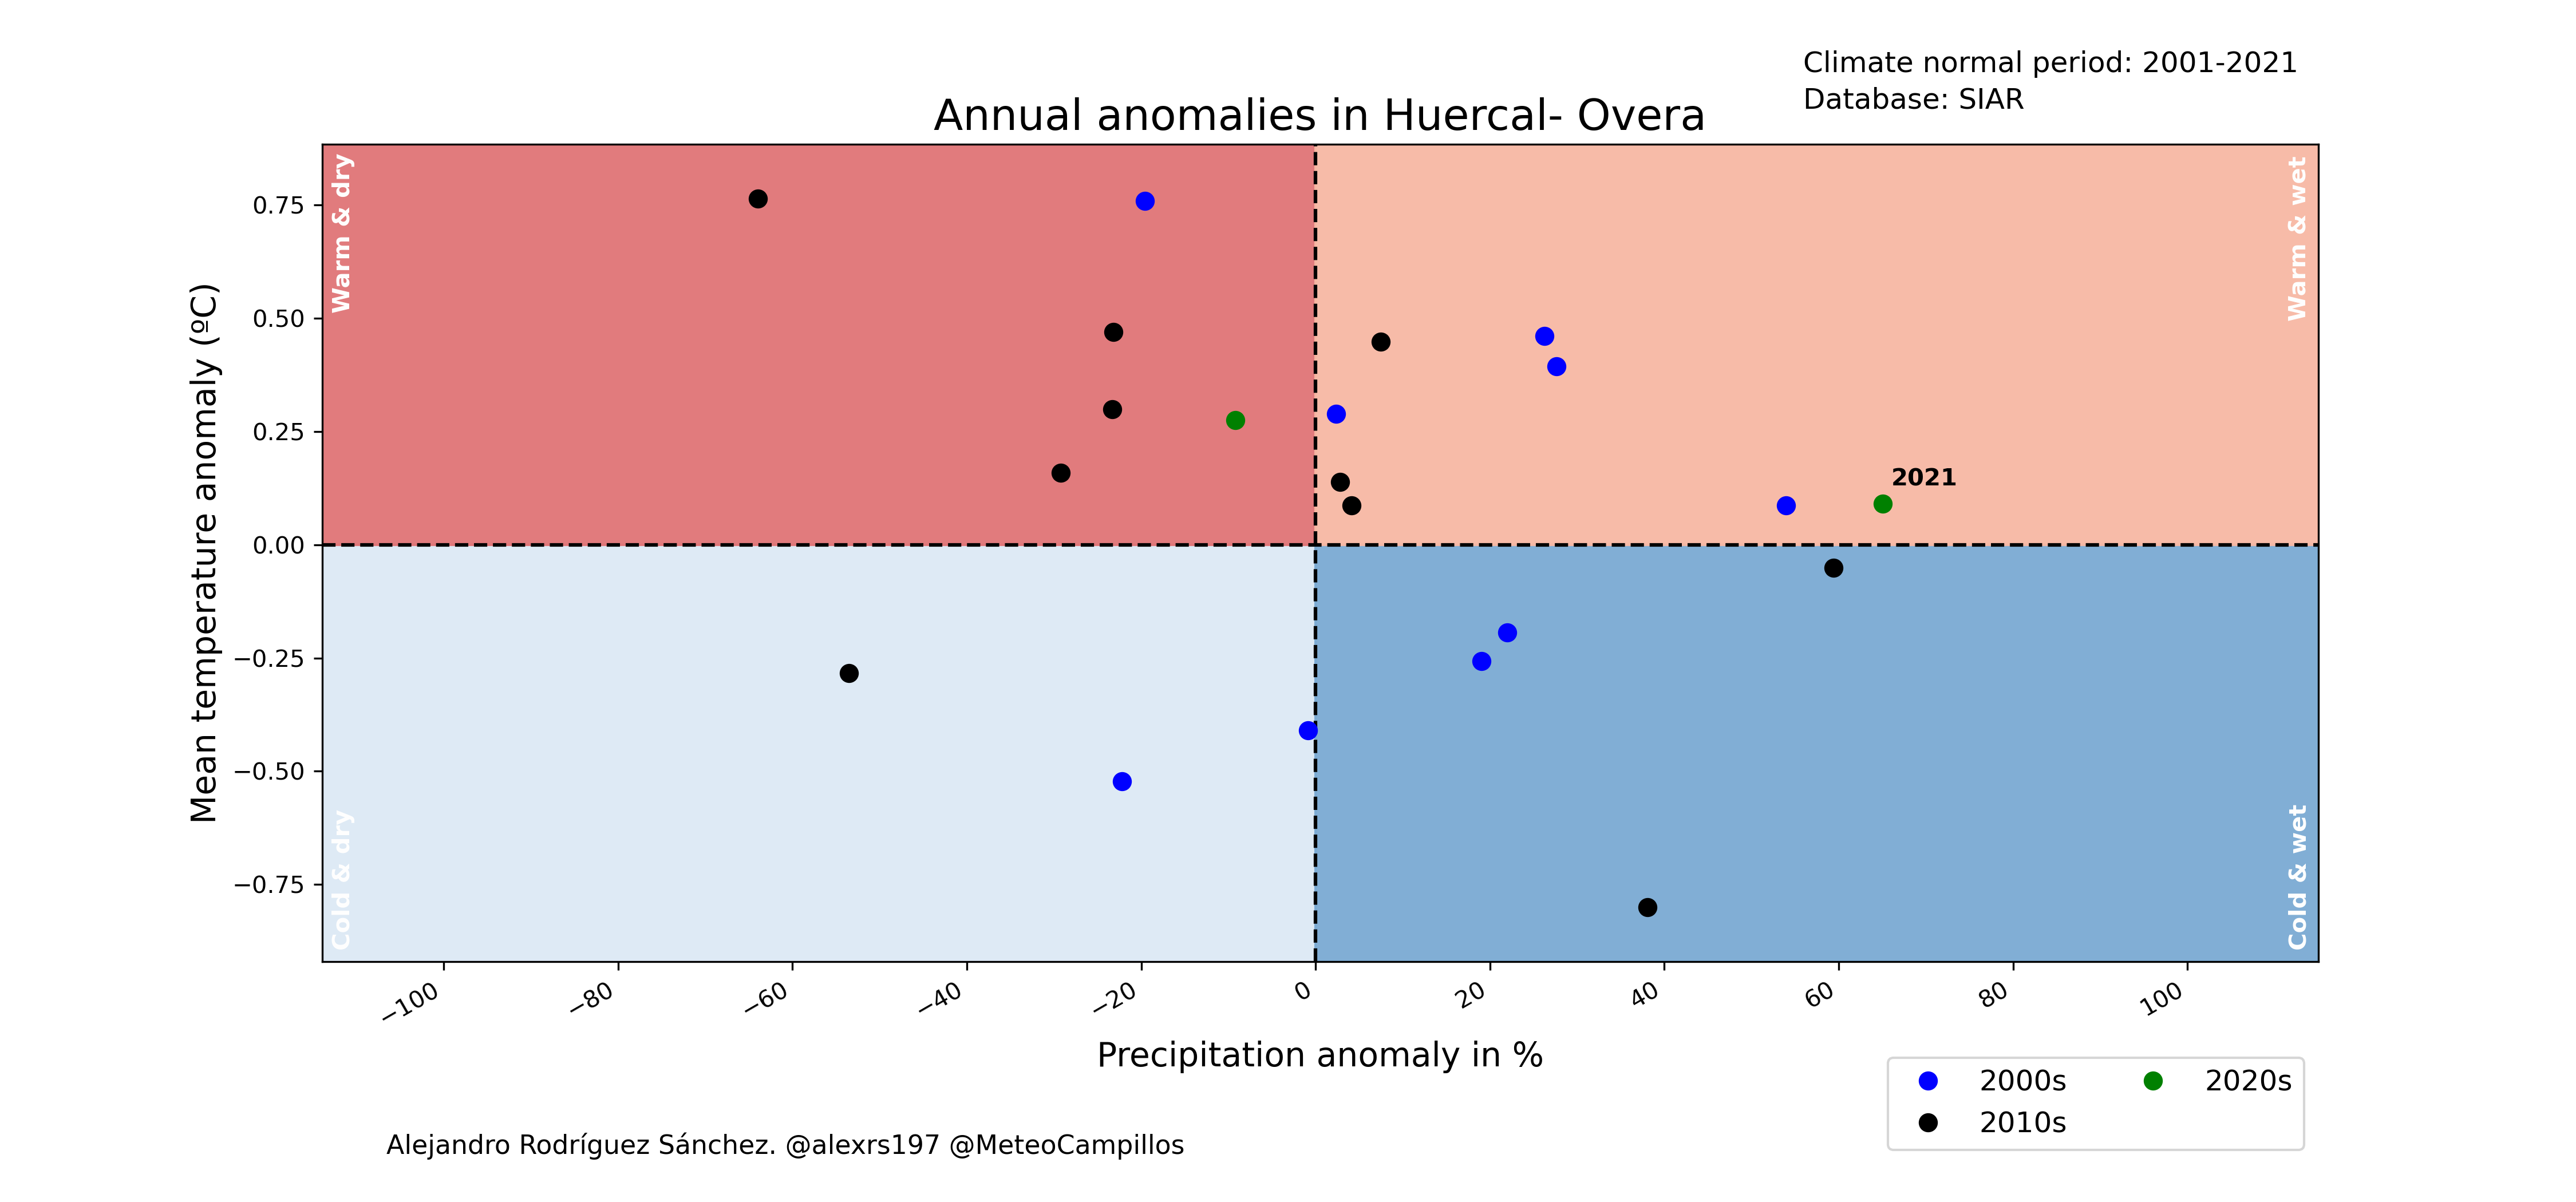 Climate normal period: 2001-2021
Database: SIAR
Annual anomalies in Huercal- Overa
Warm & dry
Warm & wet
0.75
0.50
0.25
0.00
−0.25
−0.50
−0.75
Mean temperature anomaly (ºC)
2021
Cold & dry
Cold & wet
−100 −80 −60 −40 −20 0 20 40 60 80 100
Precipitation anomaly in %
2000s 2020s
2010s
Alejandro Rodríguez Sánchez. @alexrs197 @MeteoCampillos